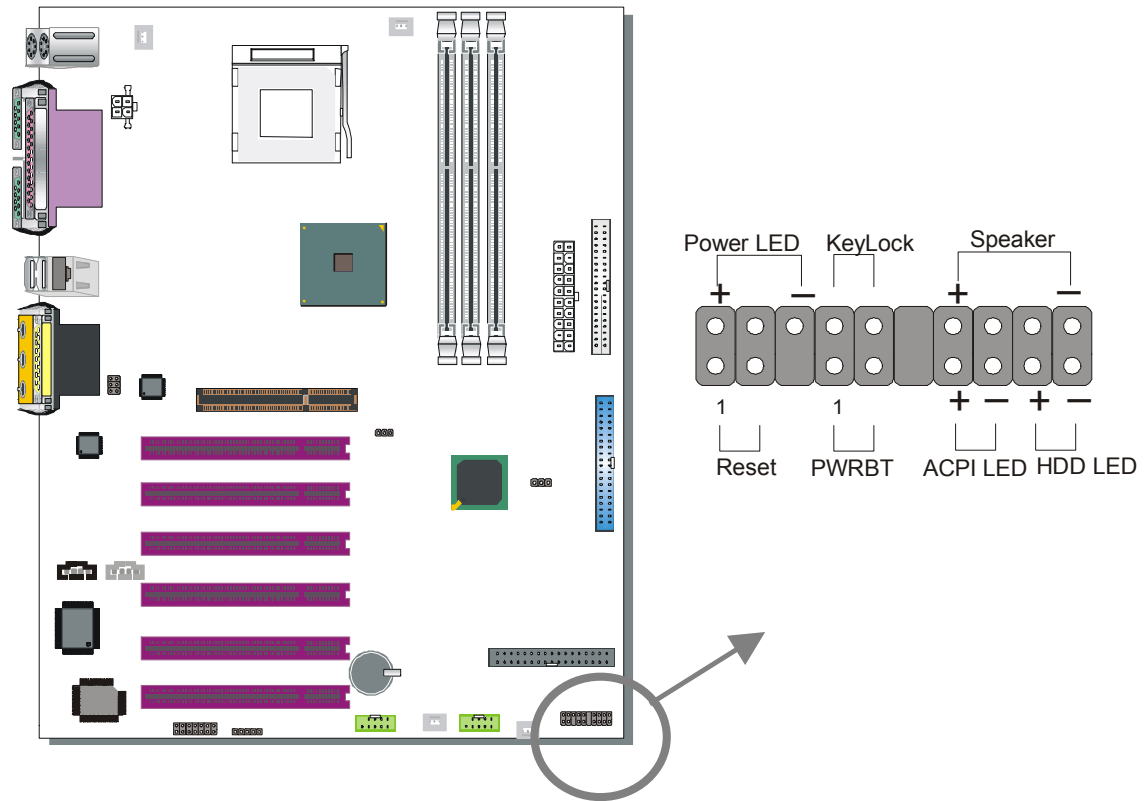 Power LED KeyLock Speaker
+ − + −
1 1 + − + −
Reset PWRBT ACPI LED HDD LED